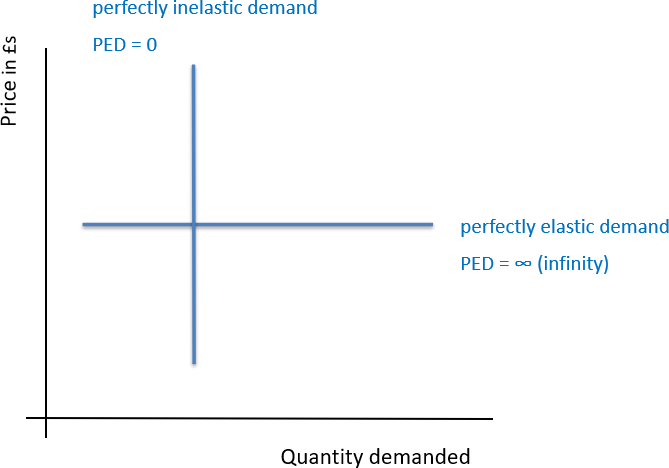 perfectly inelastic demand
PED = 0
Price in £s
perfectly elastic demand
PED = ∞ (infinity)
Quantity demanded